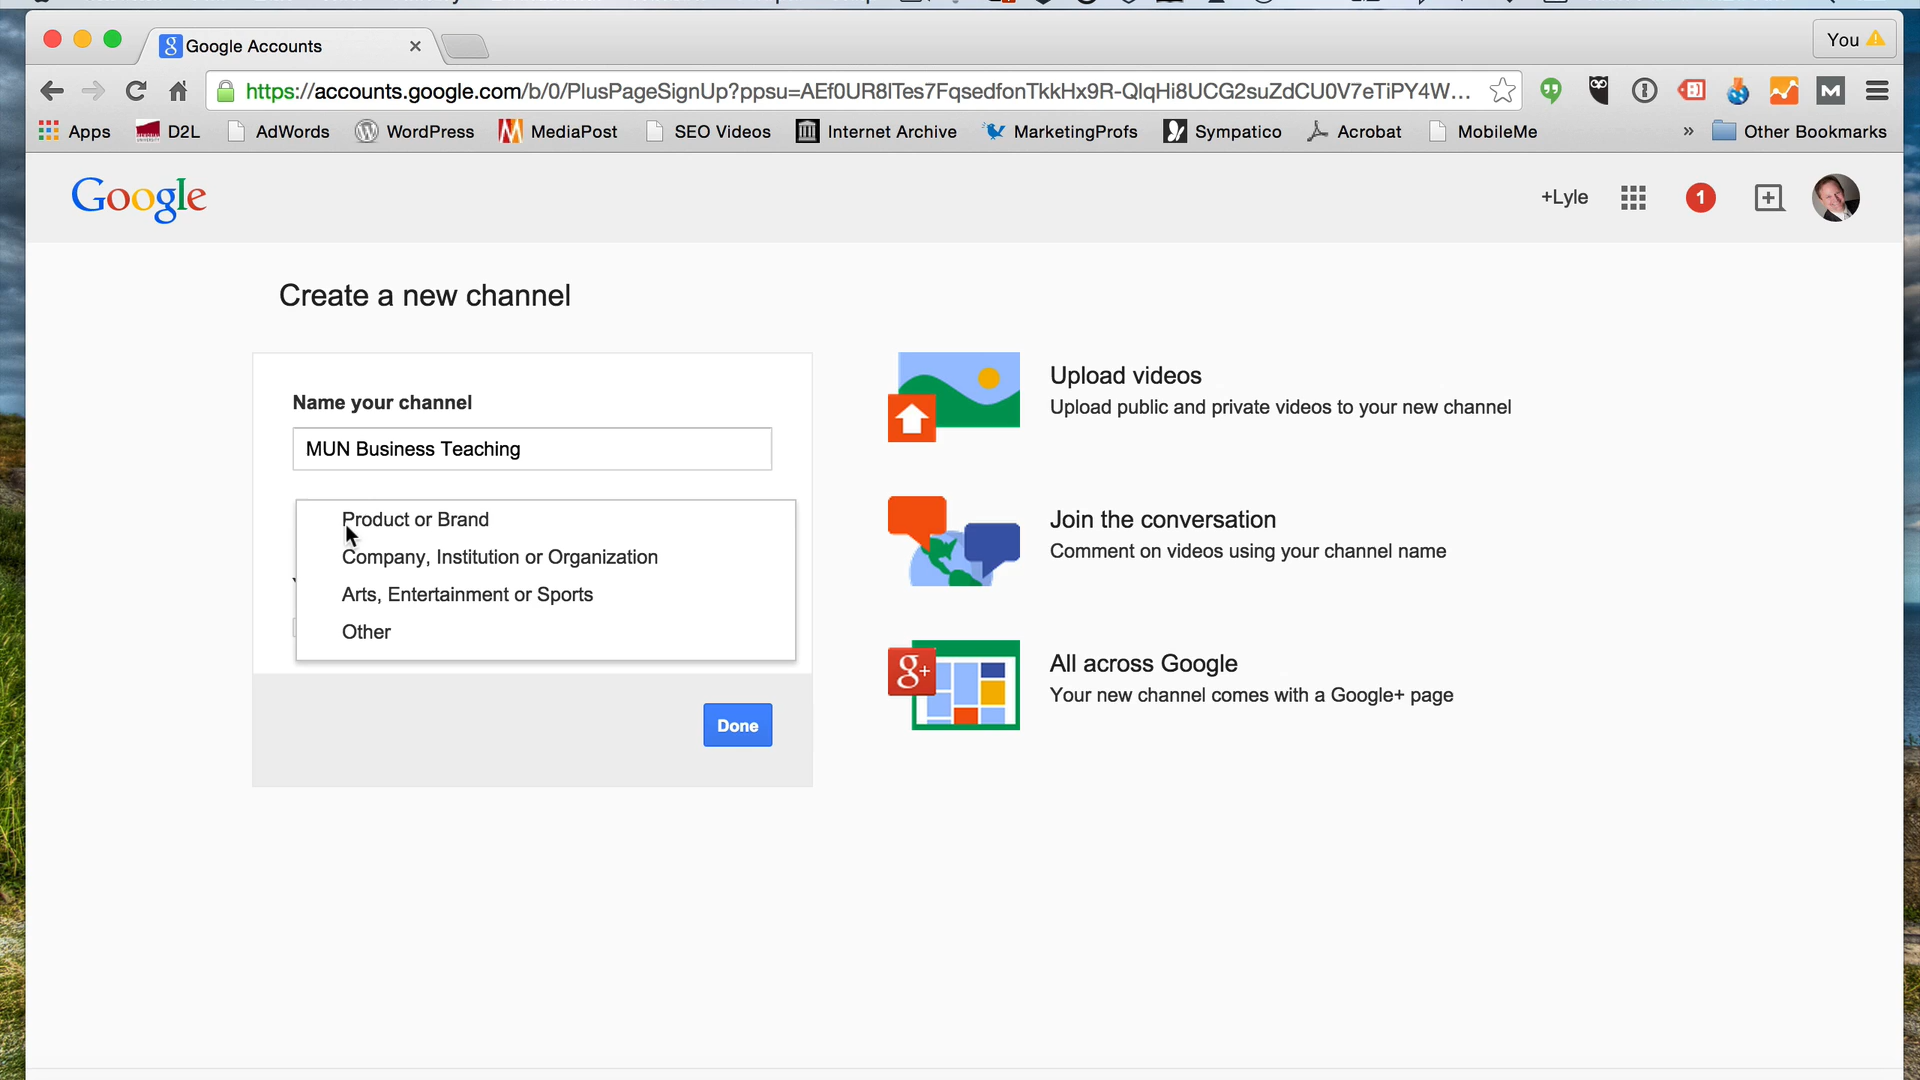 Google Accounts
You
https://accounts.google.com/b/0/PlusPageSignUp?ppsu=AEf0UR8lTes7FqsedfonTkkHx9R-QlqHi8UCG2suZdCU0V7eTiPY4W...
Apps D2L AdWords WordPress MediaPost SEO Videos Internet Archive MarketingProfs Sympatico Acrobat MobileMe » Other Bookmarks
Google
+Lyle 1
Create a new channel
Name your channel
MUN Business Teaching
Product or Brand
Company, Institution or Organization
Arts, Entertainment or Sports
Other
Done
Upload videos
Upload public and private videos to your new channel
Join the conversation
Comment on videos using your channel name
All across Google
Your new channel comes with a Google+ page